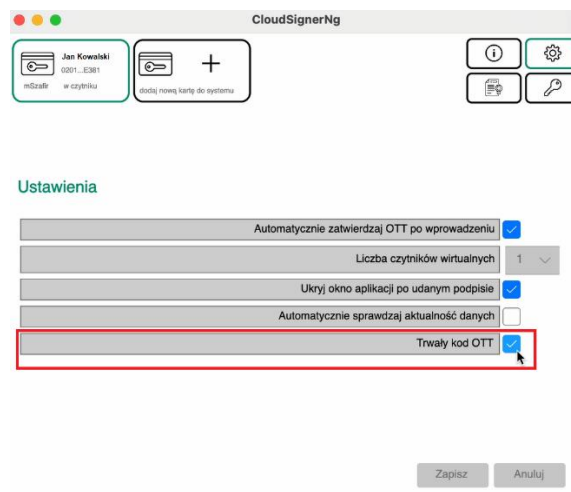 CloudSignerNg
Jan Kowalski
0201...E381
mSzafir w czytniku
dodaj nową kartę do systemu
Ustawienia
Automatycznie zatwierdzaj OTT po wprowadzeniu
Liczba czytników wirtualnych 1
Ukryj okno aplikacji po udanym podpisie
Automatycznie sprawdzaj aktualność danych
Trwały kod OTT
Zapisz Anuluj